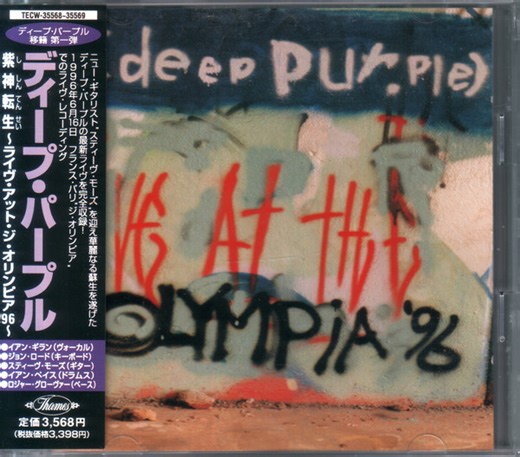 TECW-35568-35569
ディープ・パープル
移籍 第一弾
ディープ・パープル
紫神転生
し しん てん せい
～ライヴ・アット・ジ・オリンピア'96～
ニュー・ギタリスト“スティーヴ・モーズ”を迎え華麗なる蘇生を遂げた
ディープ・パープルの最新ライヴを完全収録!
1996年6月16日 フランス・パリ、ジ・オリンピア
でのライヴ・レコーディング
●イアン・ギラン(ヴォーカル)
●ジョン・ロード(キーボード)
●スティーヴ・モーズ(ギター)
●イアン・ペイス(ドラムス)
●ロジャー・グローヴァー(ベース)
Thames
定価3,568円
(税抜価格3,398円)
deep purple
VE At tHE
OLYMPiA '96